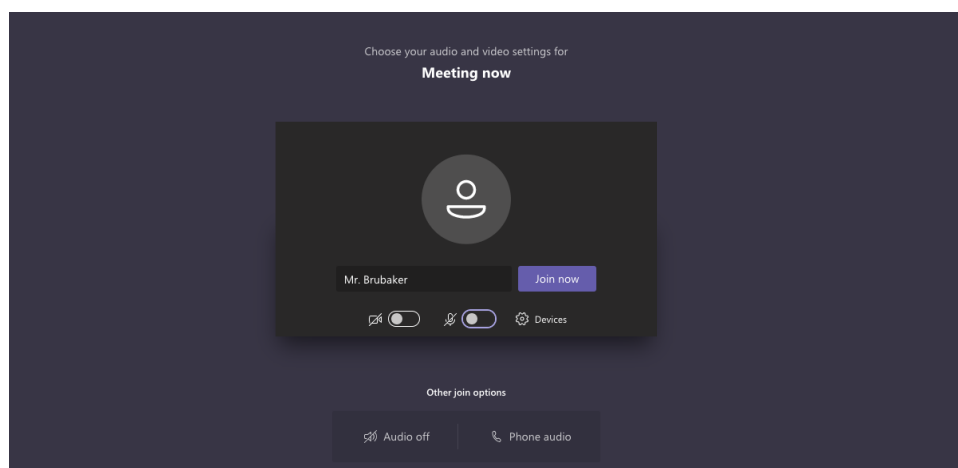 Choose your audio and video settings for
Meeting now
Mr. Brubaker
Join now
Devices
Other join options
Audio off
Phone audio